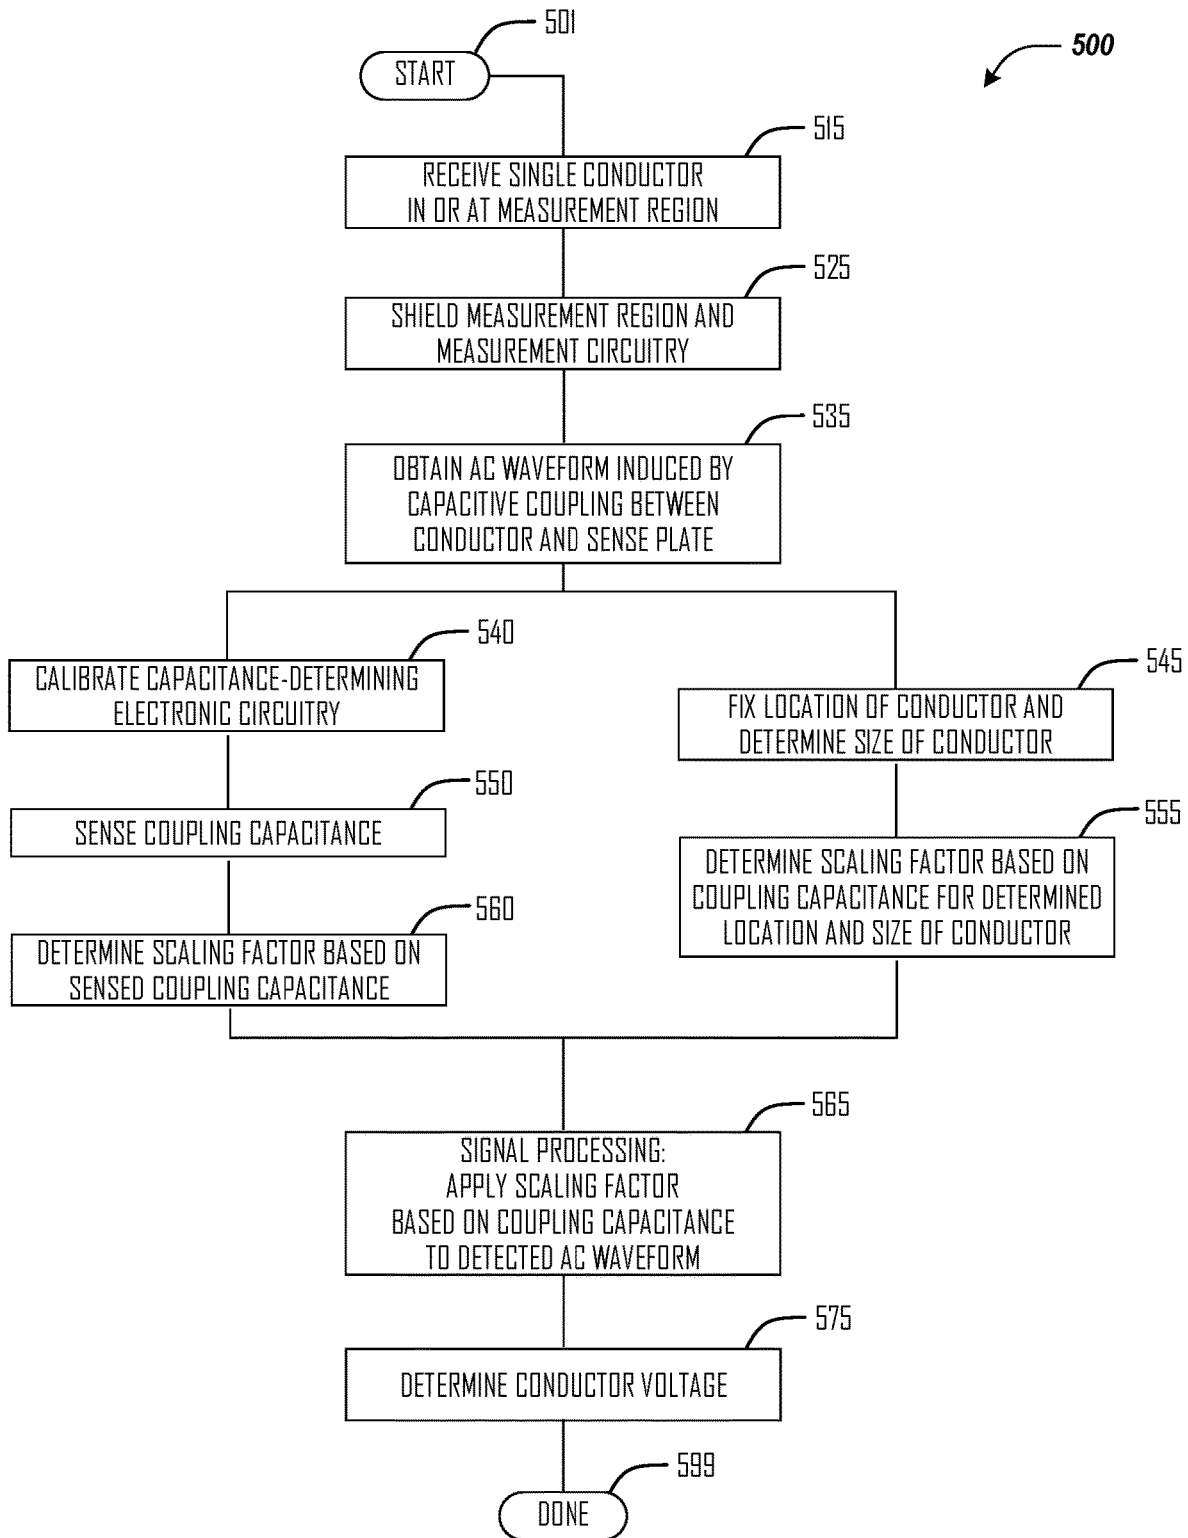 501
500
START
515
RECEIVE SINGLE CONDUCTOR
IN OR AT MEASUREMENT REGION
525
SHIELD MEASUREMENT REGION AND
MEASUREMENT CIRCUITRY
535
OBTAIN AC WAVEFORM INDUCED BY
CAPACITIVE COUPLING BETWEEN
CONDUCTOR AND SENSE PLATE
540
CALIBRATE CAPACITANCE-DETERMINING
ELECTRONIC CIRCUITRY
545
FIX LOCATION OF CONDUCTOR AND
DETERMINE SIZE OF CONDUCTOR
550
SENSE COUPLING CAPACITANCE
555
DETERMINE SCALING FACTOR BASED ON
COUPLING CAPACITANCE FOR DETERMINED
LOCATION AND SIZE OF CONDUCTOR
560
DETERMINE SCALING FACTOR BASED ON
SENSED COUPLING CAPACITANCE
565
SIGNAL PROCESSING:
APPLY SCALING FACTOR
BASED ON COUPLING CAPACITANCE
TO DETECTED AC WAVEFORM
575
DETERMINE CONDUCTOR VOLTAGE
599
DONE